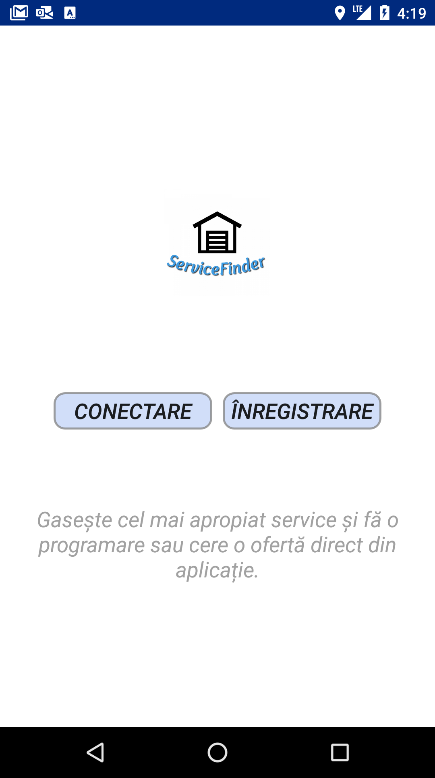 LTE 4:19
ServiceFinder
CONECTARE ÎNREGISTRARE
Gasește cel mai apropiat service și fă o
programare sau cere o ofertă direct din
aplicație.